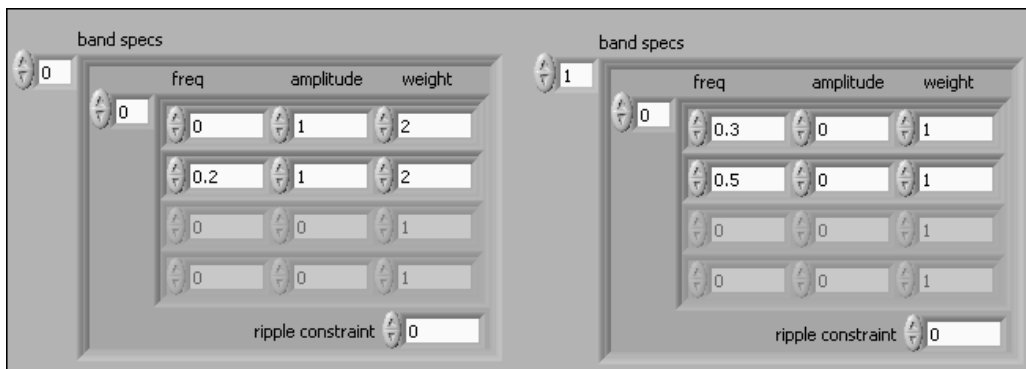 band specs
0
freq amplitude weight
0
0 1 2
0.2 1 2
0 0 1
0 0 1
ripple constraint 0
band specs
1
freq amplitude weight
0
0.3 0 1
0.5 0 1
0 0 1
0 0 1
ripple constraint 0